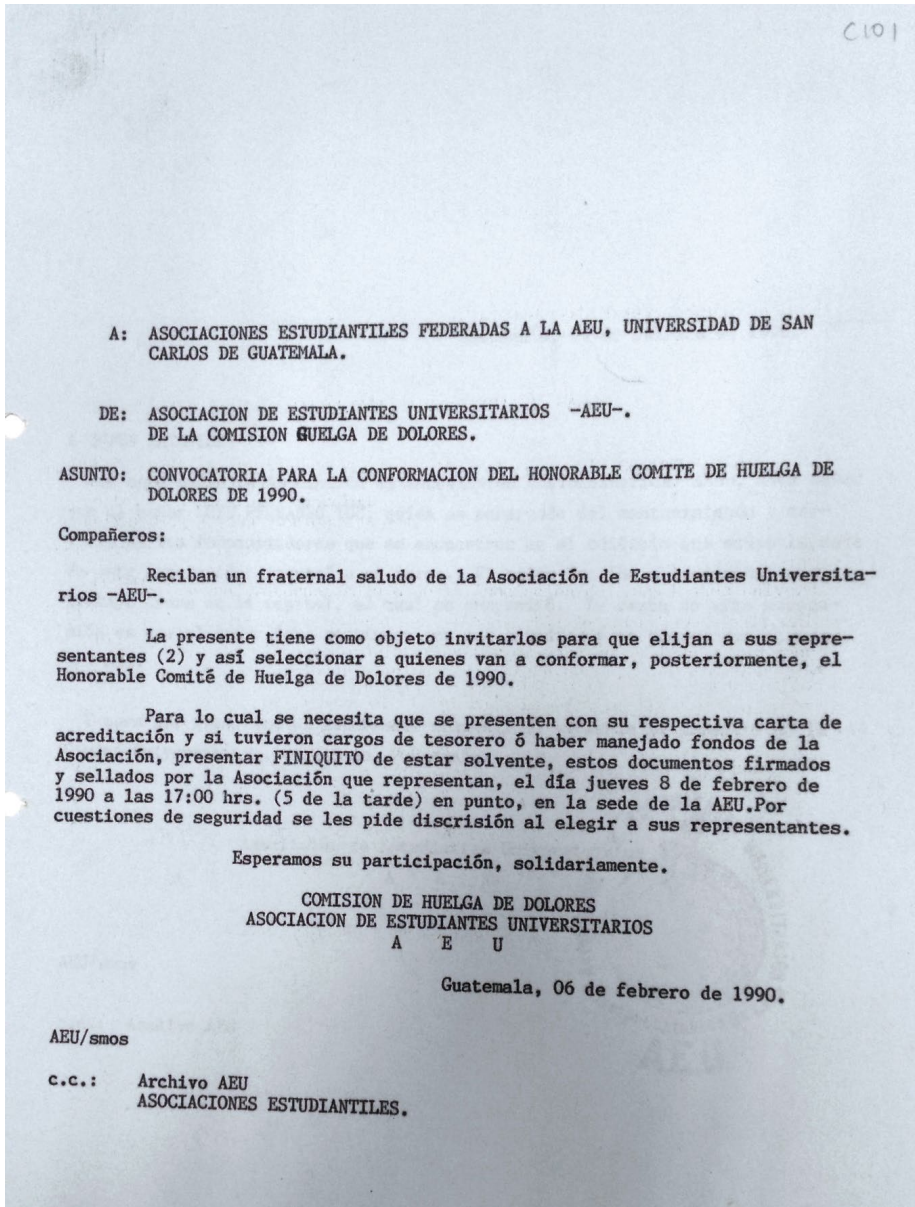 C101
A: ASOCIACIONES ESTUDIANTILES FEDERADAS A LA AEU, UNIVERSIDAD DE SAN
CARLOS DE GUATEMALA.
DE: ASOCIACION DE ESTUDIANTES UNIVERSITARIOS -AEU-.
DE LA COMISION GUELGA DE DOLORES.
ASUNTO: CONVOCATORIA PARA LA CONFORMACION DEL HONORABLE COMITE DE HUELGA DE
DOLORES DE 1990.
Compañeros:
Reciban un fraternal saludo de la Asociación de Estudiantes Universita-
rios -AEU-.
La presente tiene como objeto invitarlos para que elijan a sus repre-
sentantes (2) y así seleccionar a quienes van a conformar, posteriormente, el
Honorable Comité de Huelga de Dolores de 1990.
Para lo cual se necesita que se presenten con su respectiva carta de
acreditación y si tuvieron cargos de tesorero ó haber manejado fondos de la
Asociación, presentar FINIQUITO de estar solvente, estos documentos firmados
y sellados por la Asociación que representan, el día jueves 8 de febrero de
1990 a las 17:00 hrs. (5 de la tarde) en punto, en la sede de la AEU.Por
cuestiones de seguridad se les pide discrisión al elegir a sus representantes.
Esperamos su participación, solidariamente.
COMISION DE HUELGA DE DOLORES
ASOCIACION DE ESTUDIANTES UNIVERSITARIOS
A E U
Guatemala, 06 de febrero de 1990.
AEU/smos
c.c.: Archivo AEU
ASOCIACIONES ESTUDIANTILES.